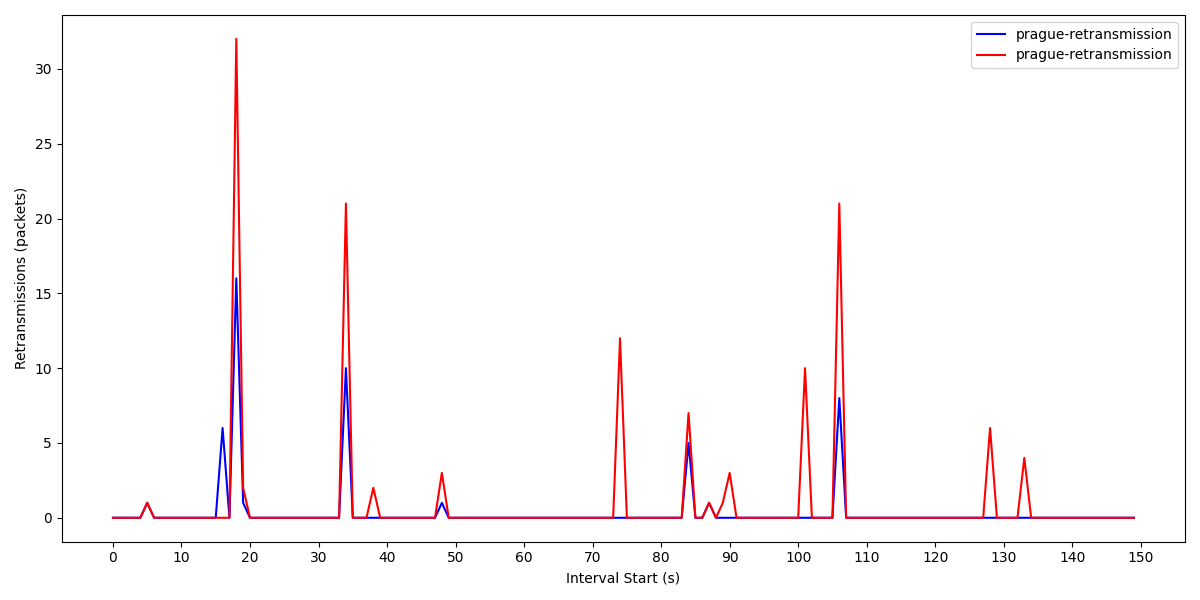 prague-retransmission
prague-retransmission
30
25
20
15
10
5
0
Retransmissions (packets)
0 10 20 30 40 50 60 70 80 90 100 110 120 130 140 150
Interval Start (s)